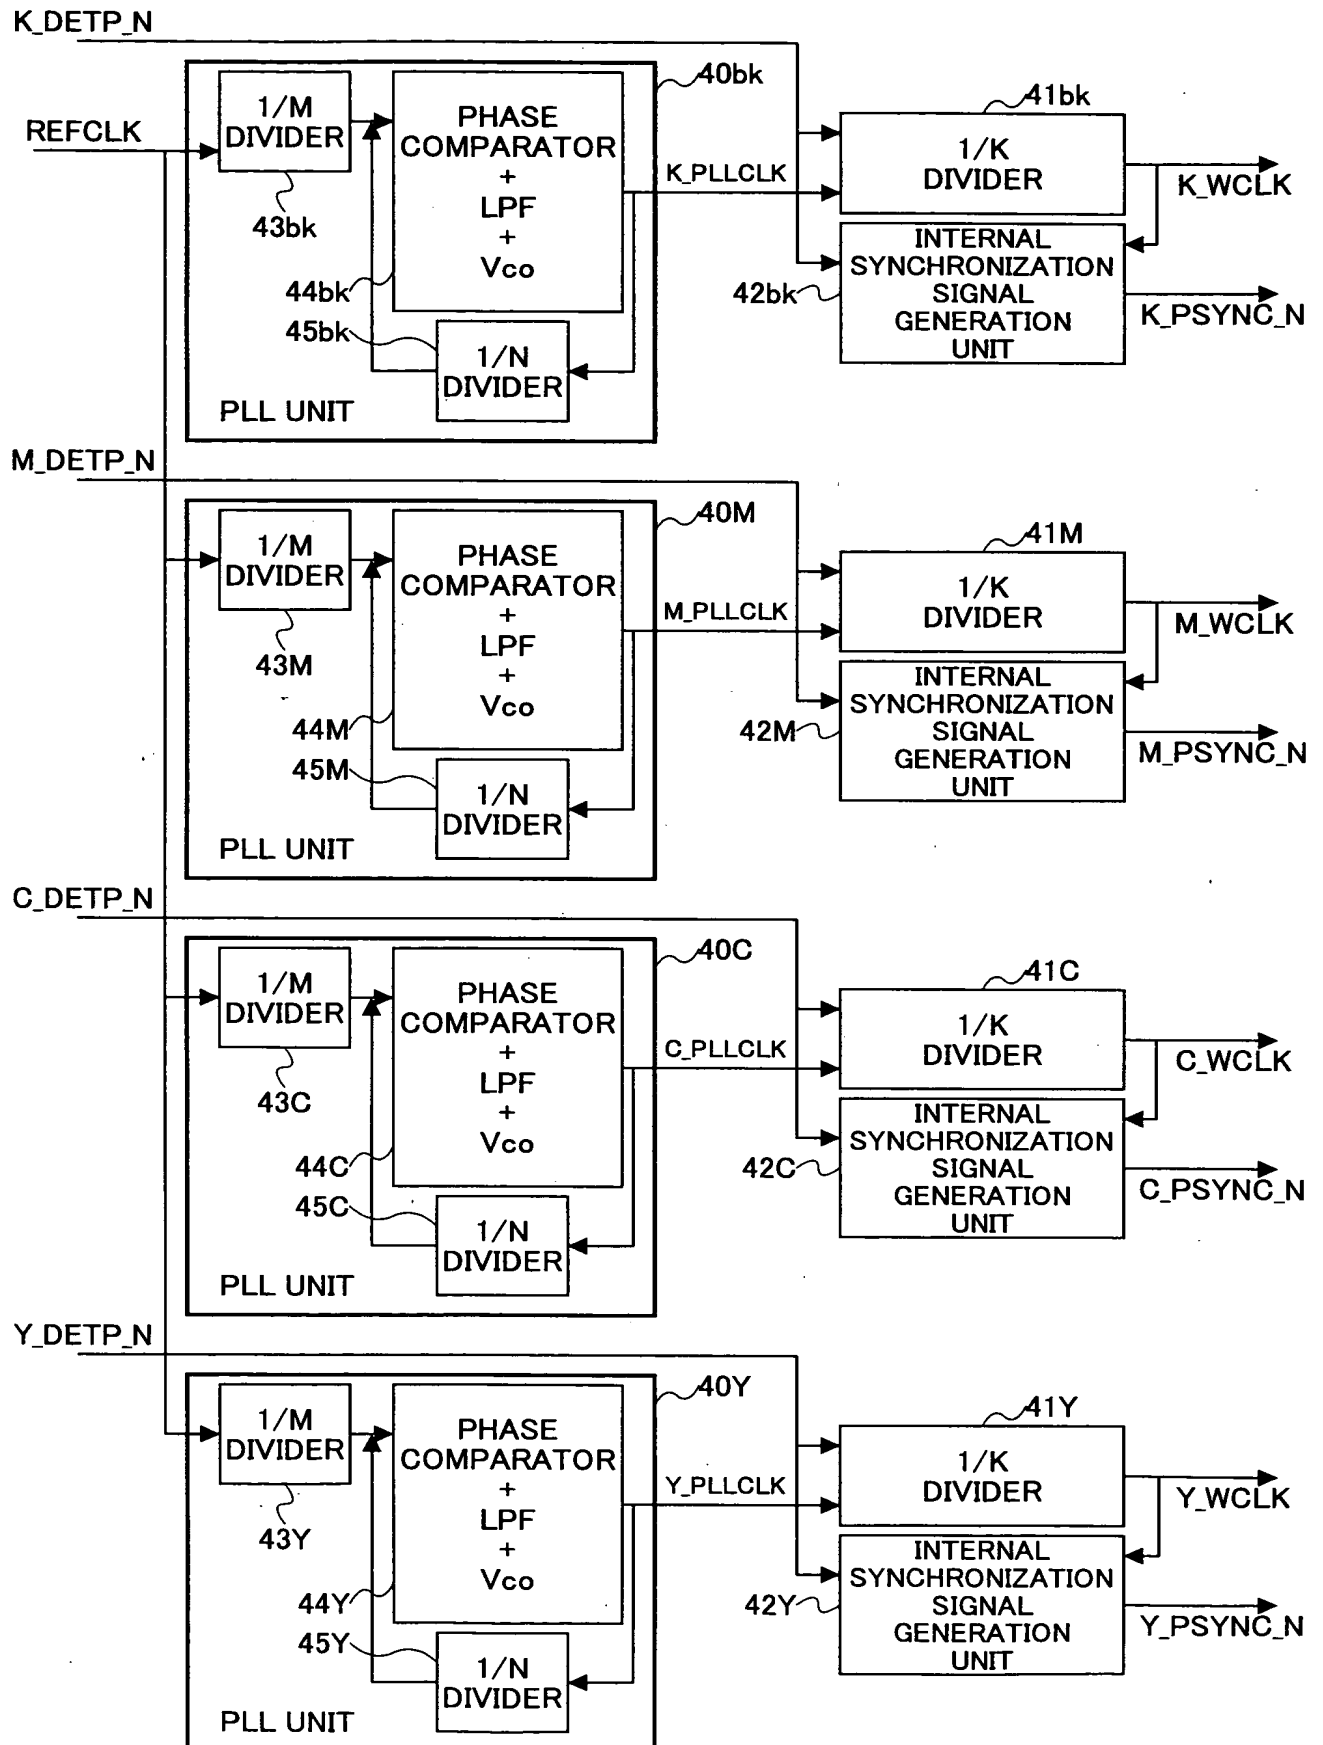 K_DETP_N
40bk
1/M
DIVIDER
PHASE
COMPARATOR
+
LPF
+
Vco
41bk
REFCLK
1/K
DIVIDER
K_PLLCLK
K_WCLK
43bk
INTERNAL
SYNCHRONIZATION
SIGNAL
GENERATION
UNIT
44bk
42bk
K_PSYNC_N
45bk
1/N
DIVIDER
PLL UNIT
M_DETP_N
40M
1/M
DIVIDER
PHASE
COMPARATOR
+
LPF
+
Vco
41M
1/K
DIVIDER
M_PLLCLK
M_WCLK
43M
INTERNAL
SYNCHRONIZATION
SIGNAL
GENERATION
UNIT
44M
42M
M_PSYNC_N
45M
1/N
DIVIDER
PLL UNIT
C_DETP_N
40C
1/M
DIVIDER
PHASE
COMPARATOR
+
LPF
+
Vco
41C
1/K
DIVIDER
C_PLLCLK
C_WCLK
43C
INTERNAL
SYNCHRONIZATION
SIGNAL
GENERATION
UNIT
44C
42C
C_PSYNC_N
45C
1/N
DIVIDER
PLL UNIT
Y_DETP_N
40Y
1/M
DIVIDER
PHASE
COMPARATOR
+
LPF
+
Vco
41Y
1/K
DIVIDER
Y_PLLCLK
Y_WCLK
43Y
INTERNAL
SYNCHRONIZATION
SIGNAL
GENERATION
UNIT
44Y
42Y
Y_PSYNC_N
45Y
1/N
DIVIDER
PLL UNIT